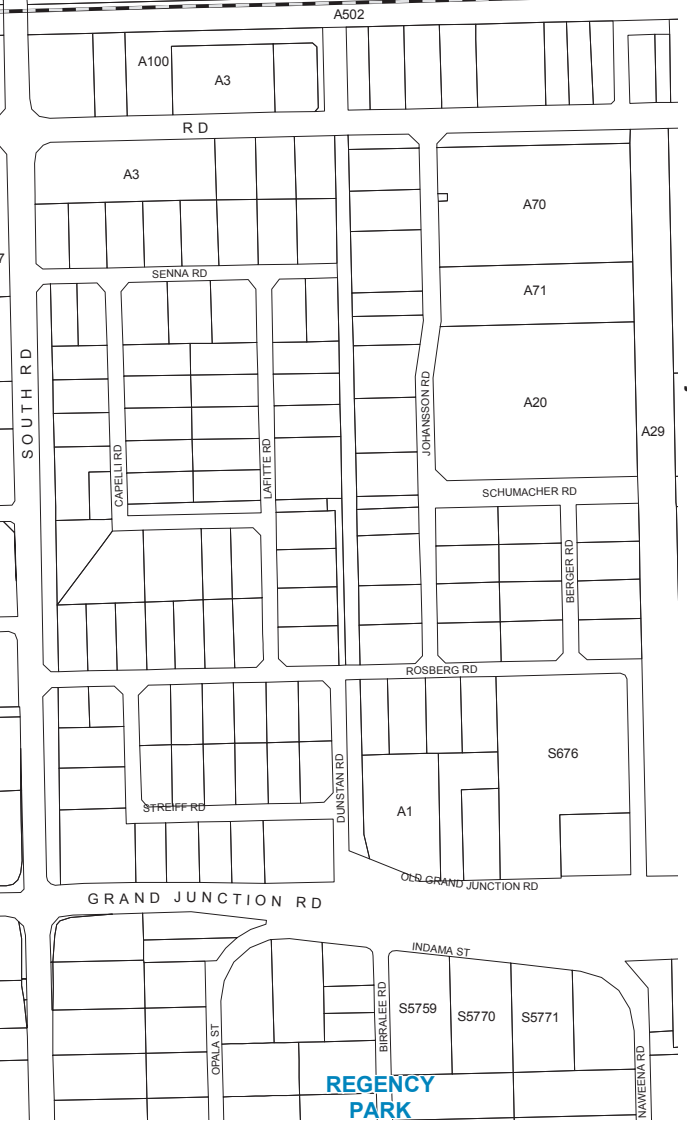 A502
A100
A3
RD
A3
A70
7
SENNA RD
A71
SOUTH RD
JOHANSSON RD
A20
A29
CAPELLI RD
LAFITTE RD
SCHUMACHER RD
BERGER RD
ROSBERG RD
S676
DUNSTAN RD
STREIFF RD
A1
OLD GRAND JUNCTION RD
GRAND JUNCTION RD
INDAMA ST
S5759
S5770
S5771
BIRRALEE RD
OPALA ST
NAWEENA RD
REGENCY
PARK